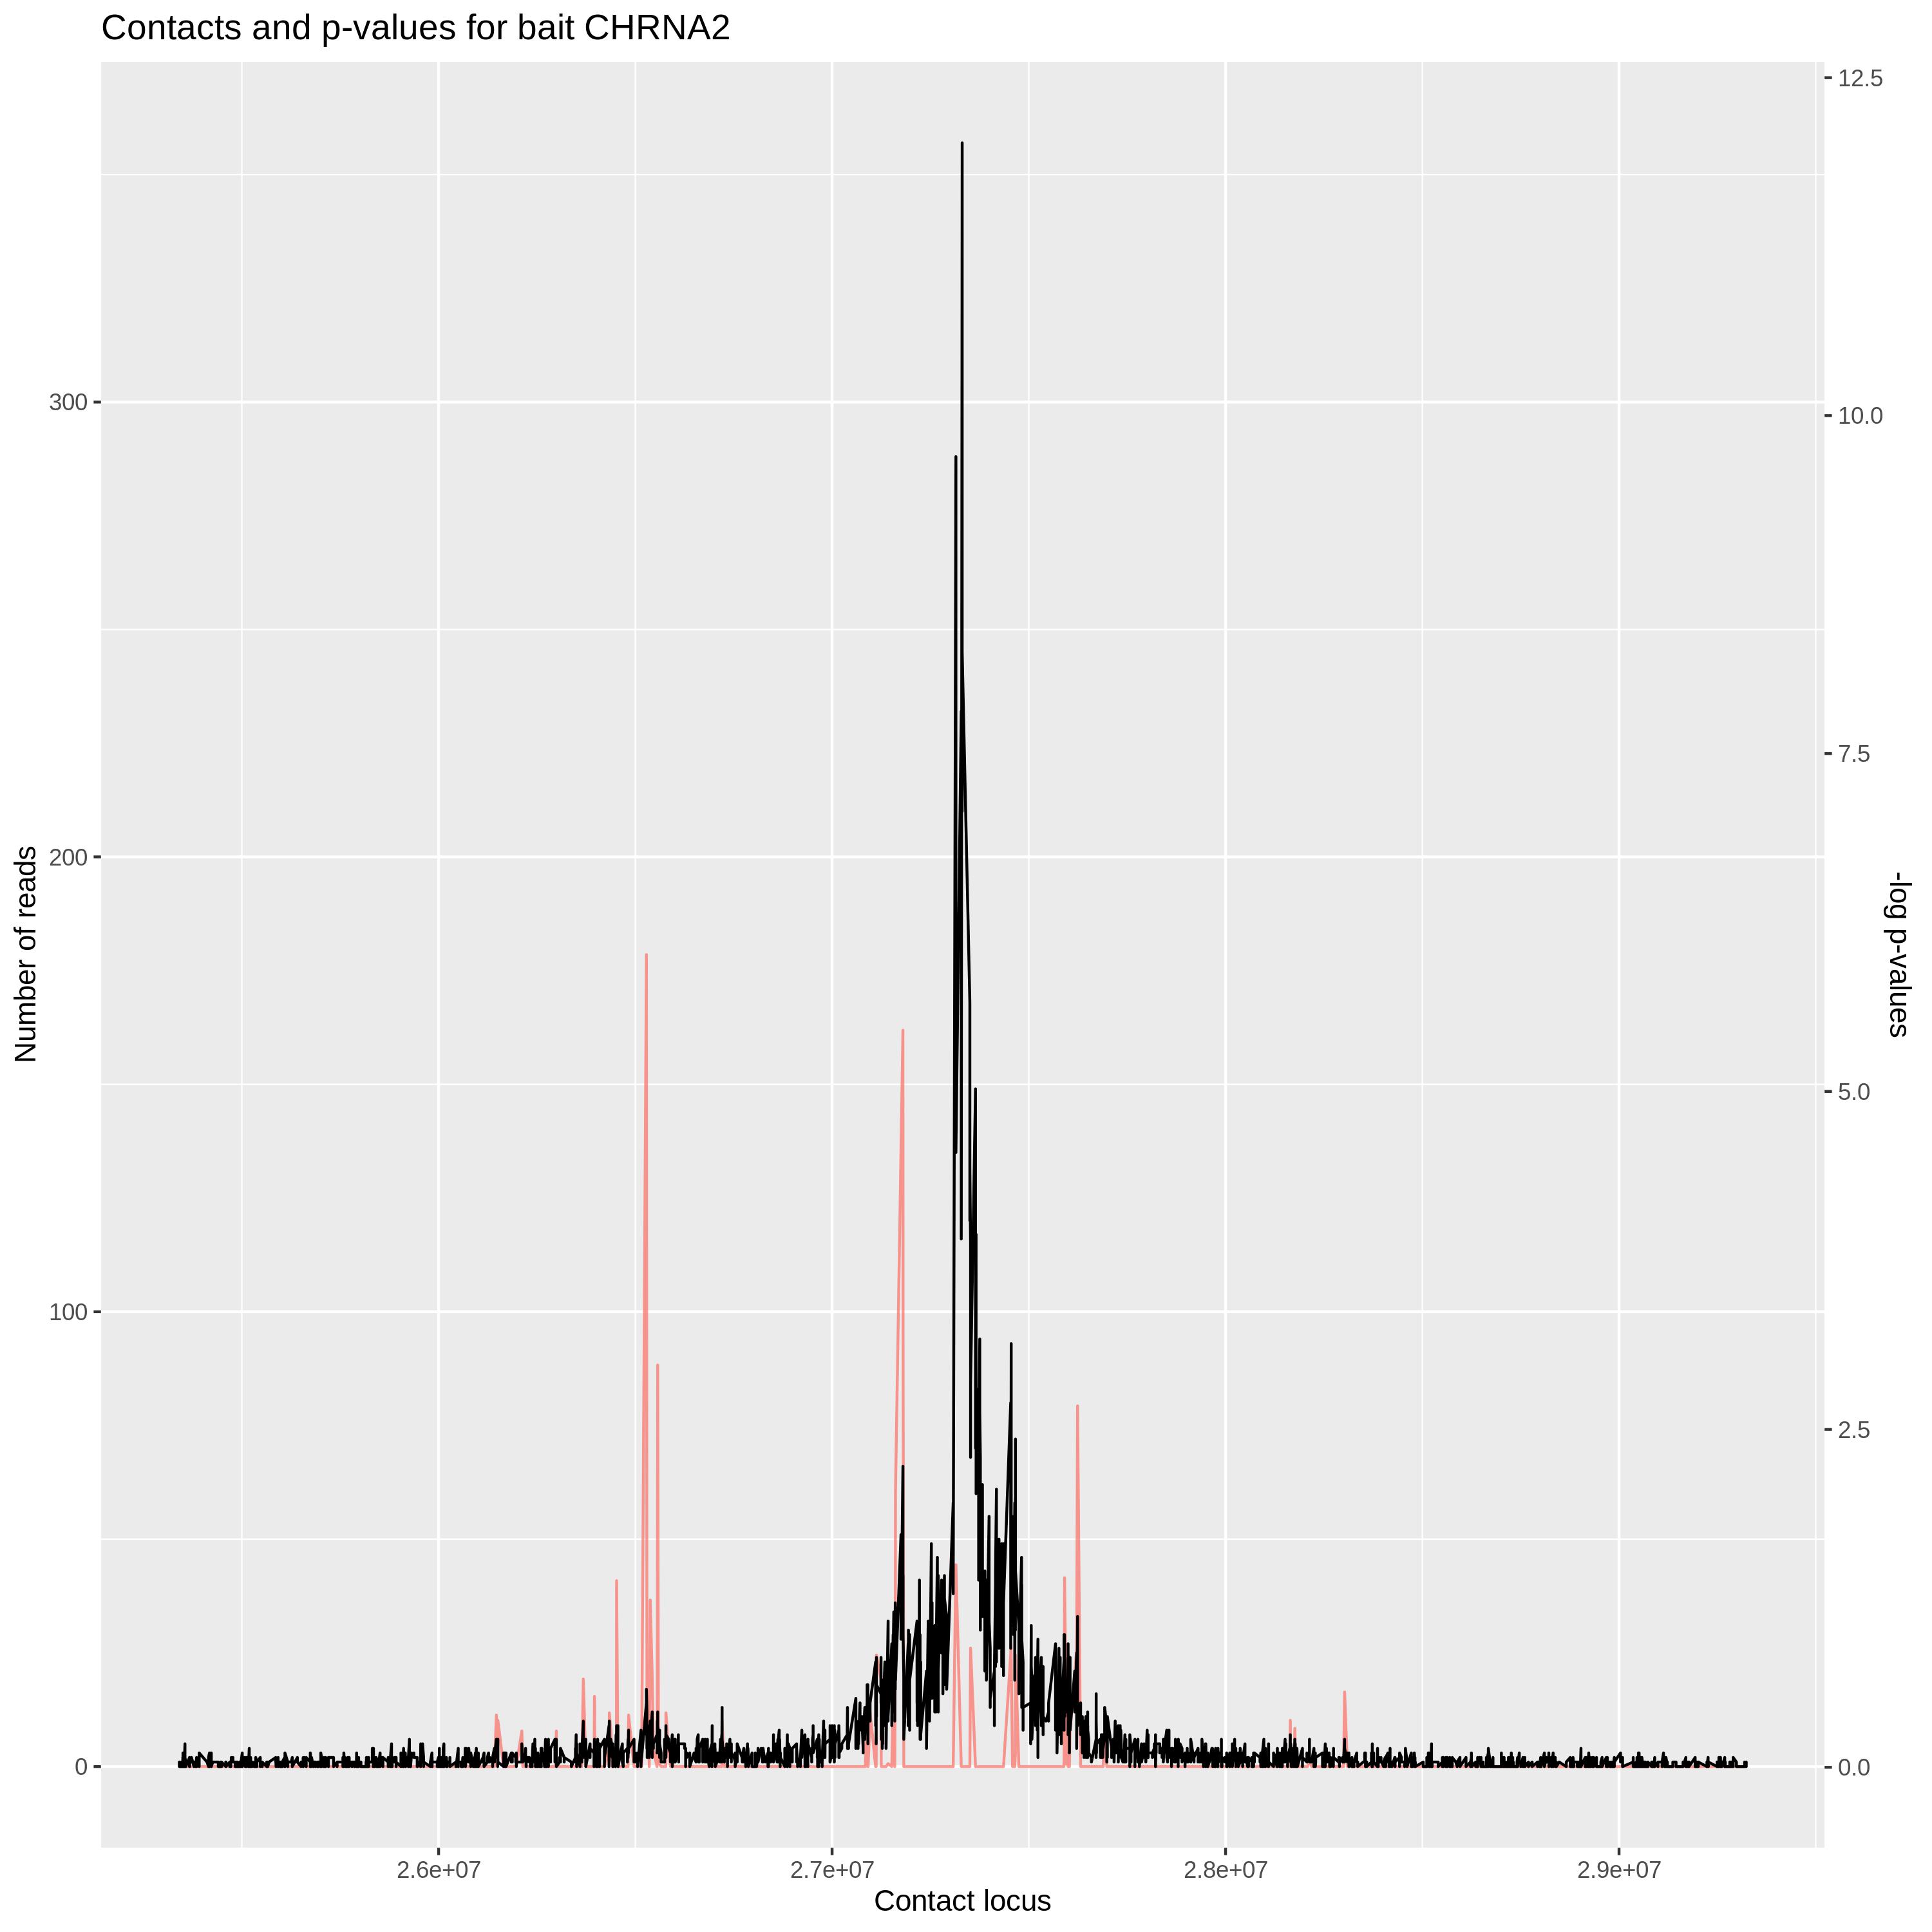 Contacts and p-values for bait CHRNA2
12.5
300
10.0
7.5
200
Number of reads
-log p-values
5.0
100
2.5
0
0.0
2.6e+07
2.7e+07
2.8e+07
2.9e+07
Contact locus